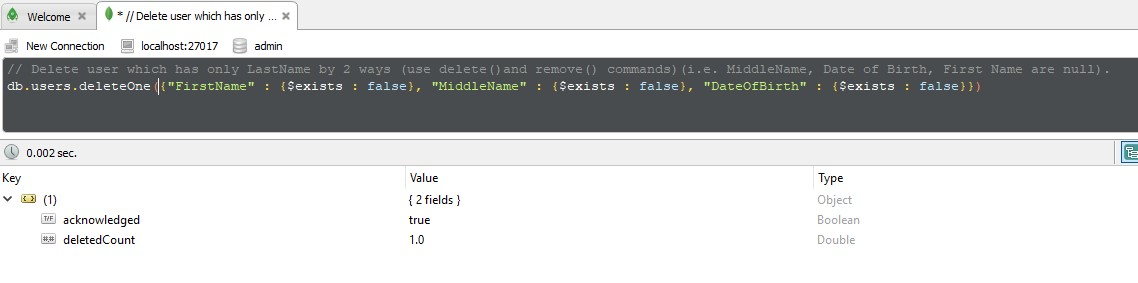 Welcome ×
* // Delete user which has only ... ×
New Connection localhost:27017 admin
// Delete user which has only LastName by 2 ways (use delete()and remove() commands)(i.e. MiddleName, Date of Birth, First Name are null).
db.users.deleteOne({"FirstName" : {$exists : false}, "MiddleName" : {$exists : false}, "DateOfBirth" : {$exists : false}})
0.002 sec.
Key Value Type
(1) { 2 fields } Object
T/F acknowledged true Boolean
##.## deletedCount 1.0 Double